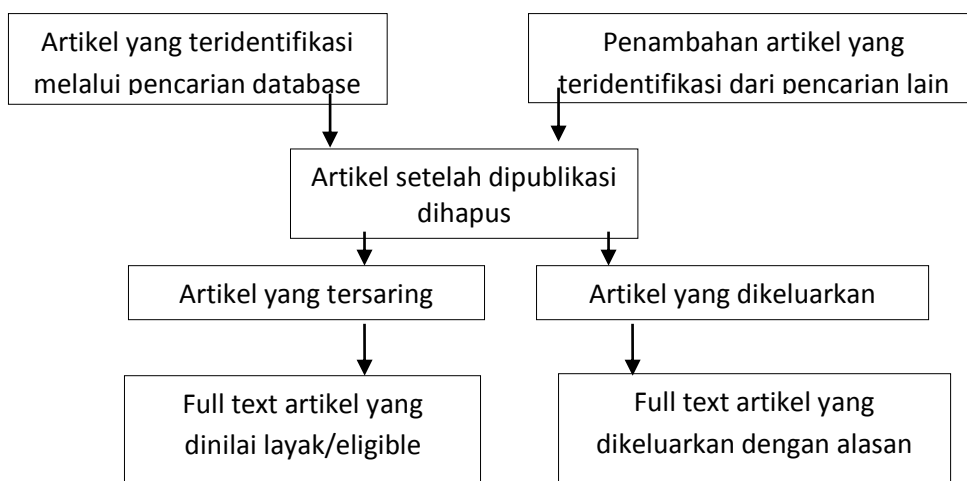 Artikel yang teridentifikasi
melalui pencarian database
Penambahan artikel yang
teridentifikasi dari pencarian lain
Artikel setelah dipublikasi
dihapus
Artikel yang tersaring
Artikel yang dikeluarkan
Full text artikel yang
dinilai layak/eligible
Full text artikel yang
dikeluarkan dengan alasan